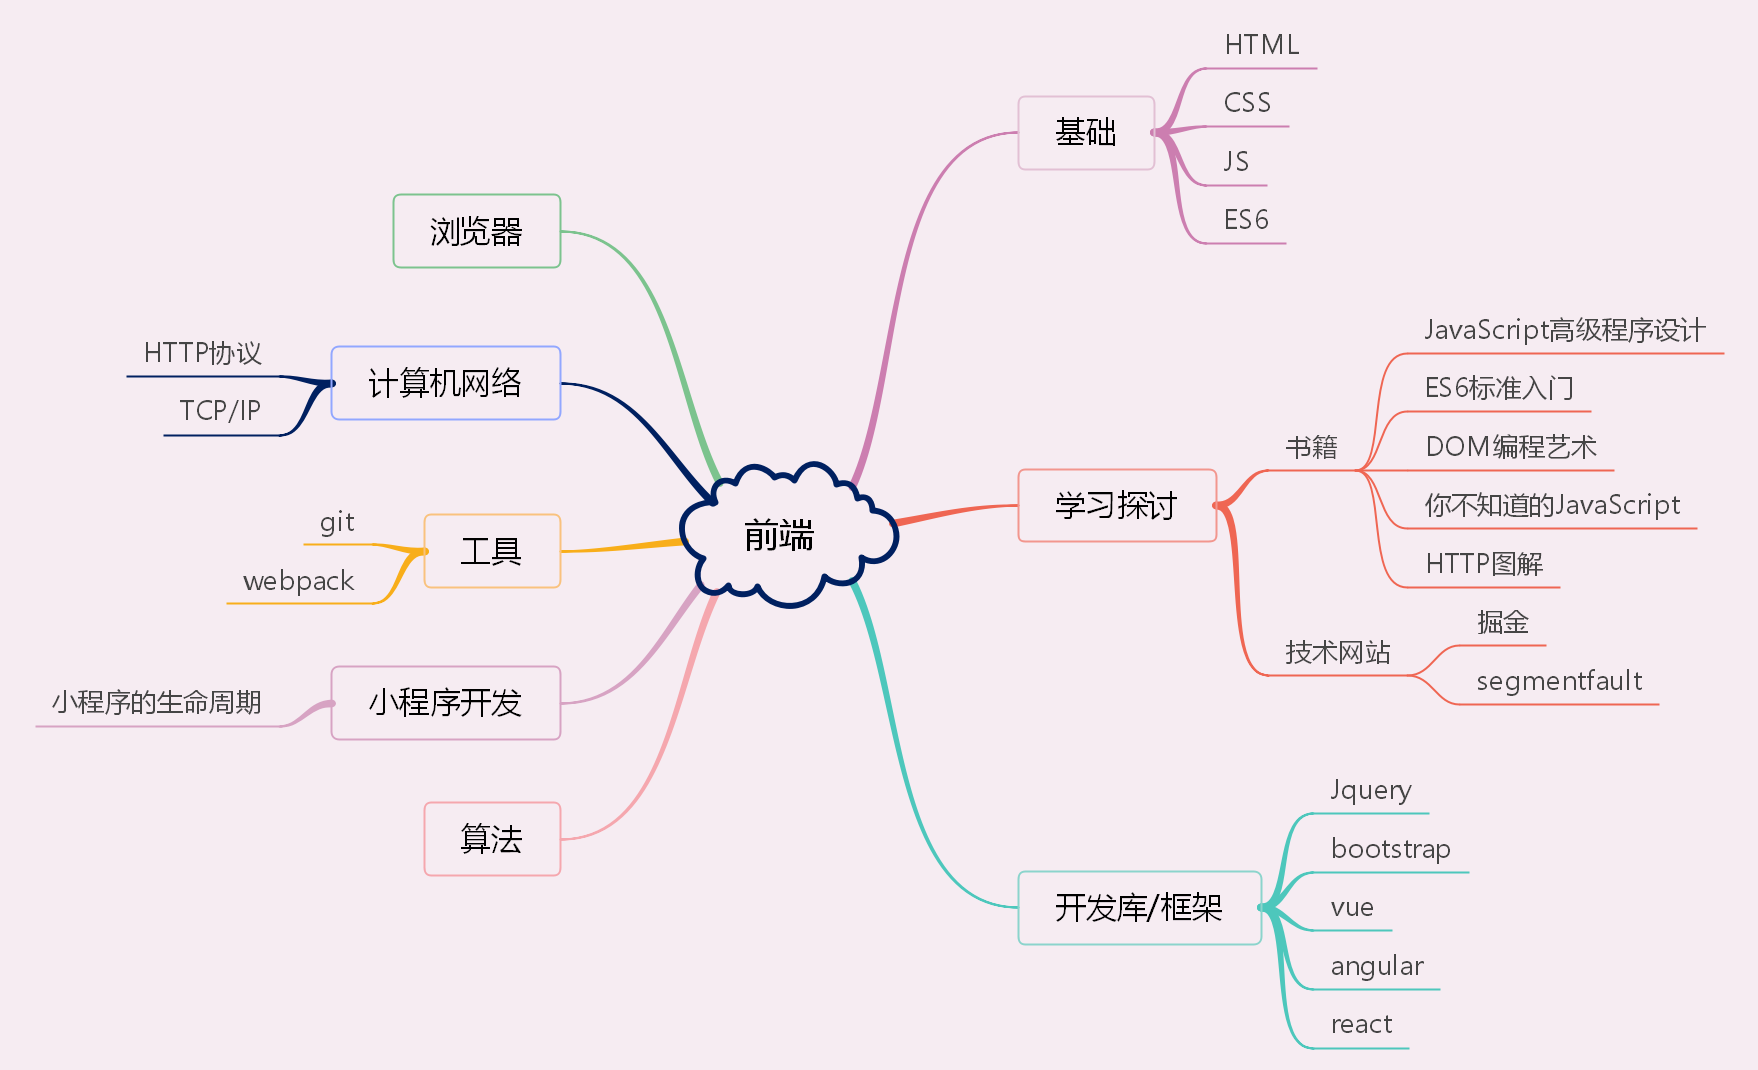 前端
基础
HTML
CSS
JS
ES6
学习探讨
书籍
JavaScript高级程序设计
ES6标准入门
DOM编程艺术
你不知道的JavaScript
HTTP图解
技术网站
掘金
segmentfault
开发库/框架
Jquery
bootstrap
vue
angular
react
浏览器
计算机网络
HTTP协议
TCP/IP
工具
git
webpack
小程序开发
小程序的生命周期
算法